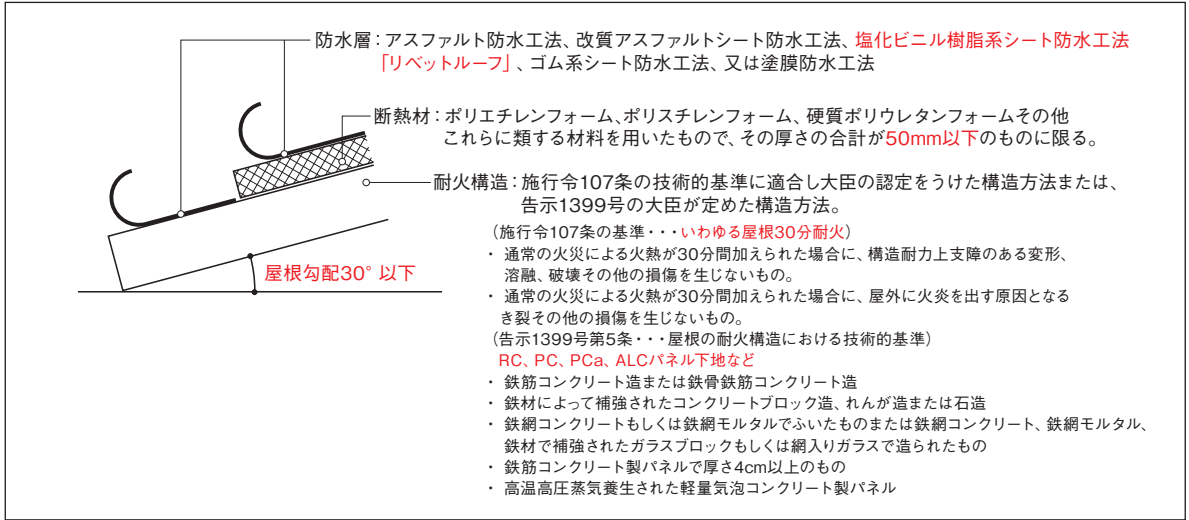 防水層：アスファルト防水工法、改質アスファルトシート防水工法、塩化ビニル樹脂系シート防水工法
「リベットルーフ」、ゴム系シート防水工法、又は塗膜防水工法
断熱材：ポリエチレンフォーム、ポリスチレンフォーム、硬質ポリウレタンフォームその他
これらに類する材料を用いたもので、その厚さの合計が50mm以下のものに限る。
耐火構造：施行令107条の技術的基準に適合し大臣の認定をうけた構造方法または、
告示1399号の大臣が定めた構造方法。
（施行令107条の基準・・・いわゆる屋根30分耐火）
・ 通常の火災による火熱が30分間加えられた場合に、構造耐力上支障のある変形、
溶融、破壊その他の損傷を生じないもの。
・ 通常の火災による火熱が30分間加えられた場合に、屋外に火炎を出す原因となる
き裂その他の損傷を生じないもの。
（告示1399号第5条・・・屋根の耐火構造における技術的基準）
RC、PC、PCa、ALCパネル下地など
・ 鉄筋コンクリート造または鉄骨鉄筋コンクリート造
・ 鉄材によって補強されたコンクリートブロック造、れんが造または石造
・ 鉄網コンクリートもしくは鉄網モルタルでふいたものまたは鉄網コンクリート、鉄網モルタル、
鉄材で補強されたガラスブロックもしくは網入りガラスで造られたもの
・ 鉄筋コンクリート製パネルで厚さ4cm以上のもの
・ 高温高圧蒸気養生された軽量気泡コンクリート製パネル
屋根勾配30°以下